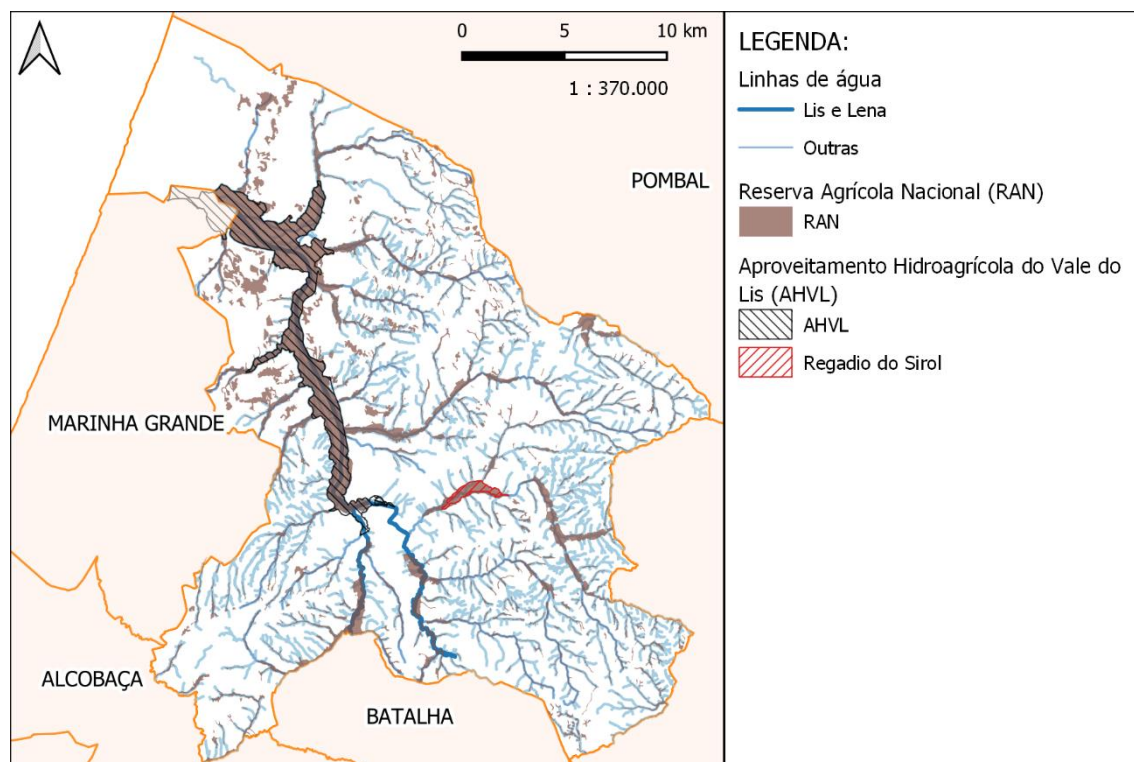 0 5 10 km
1 : 370.000
POMBAL
MARINHA GRANDE
ALCOBAÇA
BATALHA
LEGENDA:
Linhas de água
Lis e Lena
Outras
Reserva Agrícola Nacional (RAN)
RAN
Aproveitamento Hidroagrícola do Vale do
Lis (AHVL)
AHVL
Regadio do Sirol